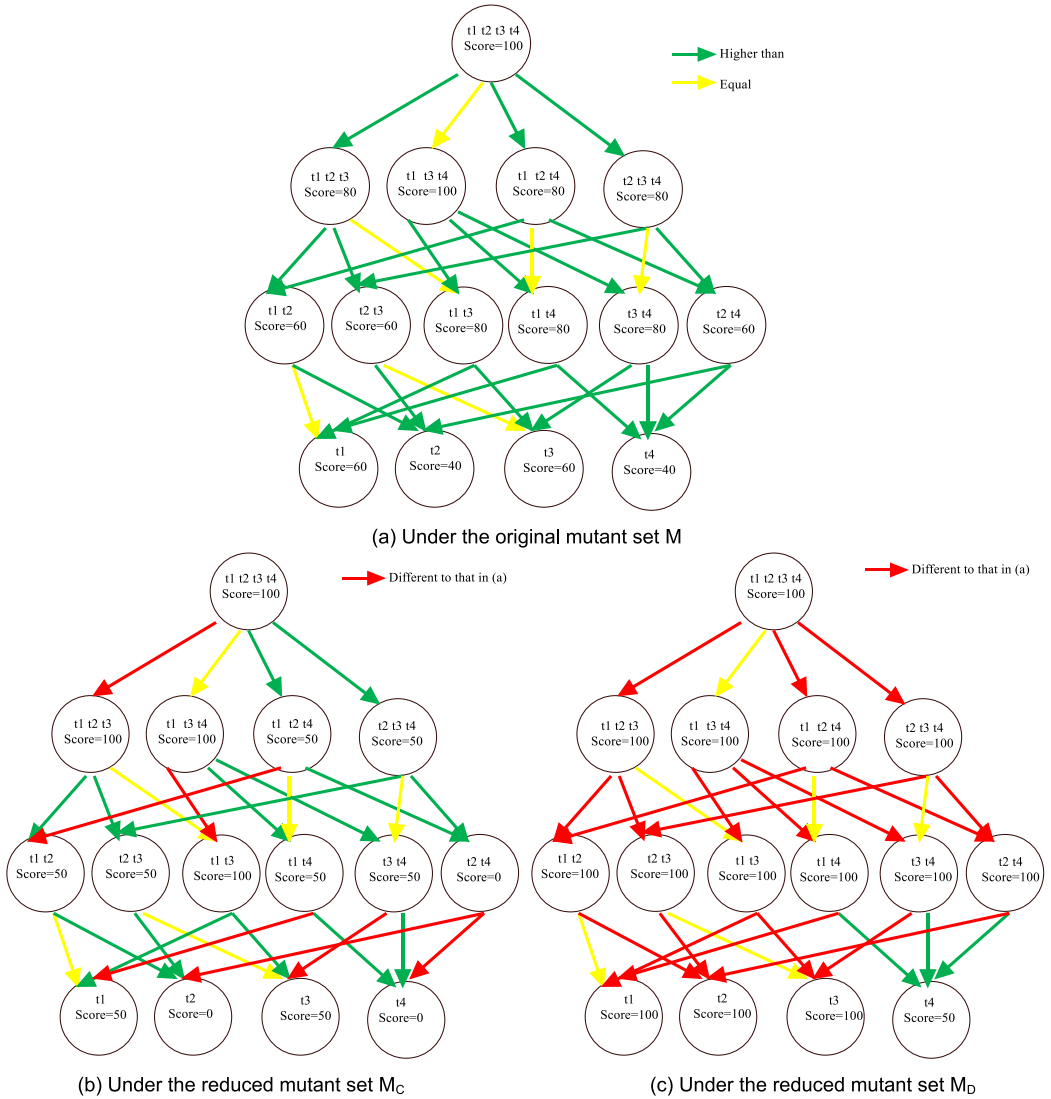 t1 t2 t3 t4
Score=100
Higher than
Equal
t1 t2 t3
Score=80
t1 t3 t4
Score=100
t1 t2 t4
Score=80
t2 t3 t4
Score=80
t1 t2
Score=60
t2 t3
Score=60
t1 t3
Score=80
t1 t4
Score=80
t3 t4
Score=80
t2 t4
Score=60
t1
Score=60
t2
Score=40
t3
Score=60
t4
Score=40
(a) Under the original mutant set M
t1 t2 t3 t4
Score=100
Different to that in (a)
t1 t2 t3
Score=100
t1 t3 t4
Score=100
t1 t2 t4
Score=50
t2 t3 t4
Score=50
t1 t2
Score=50
t2 t3
Score=50
t1 t3
Score=100
t1 t4
Score=50
t3 t4
Score=50
t2 t4
Score=0
t1
Score=50
t2
Score=0
t3
Score=50
t4
Score=0
(b) Under the reduced mutant set MC
t1 t2 t3 t4
Score=100
Different to that in (a)
t1 t2 t3
Score=100
t1 t3 t4
Score=100
t1 t2 t4
Score=100
t2 t3 t4
Score=100
t1 t2
Score=100
t2 t3
Score=100
t1 t3
Score=100
t1 t4
Score=100
t3 t4
Score=100
t2 t4
Score=100
t1
Score=100
t2
Score=100
t3
Score=100
t4
Score=50
(c) Under the reduced mutant set MD